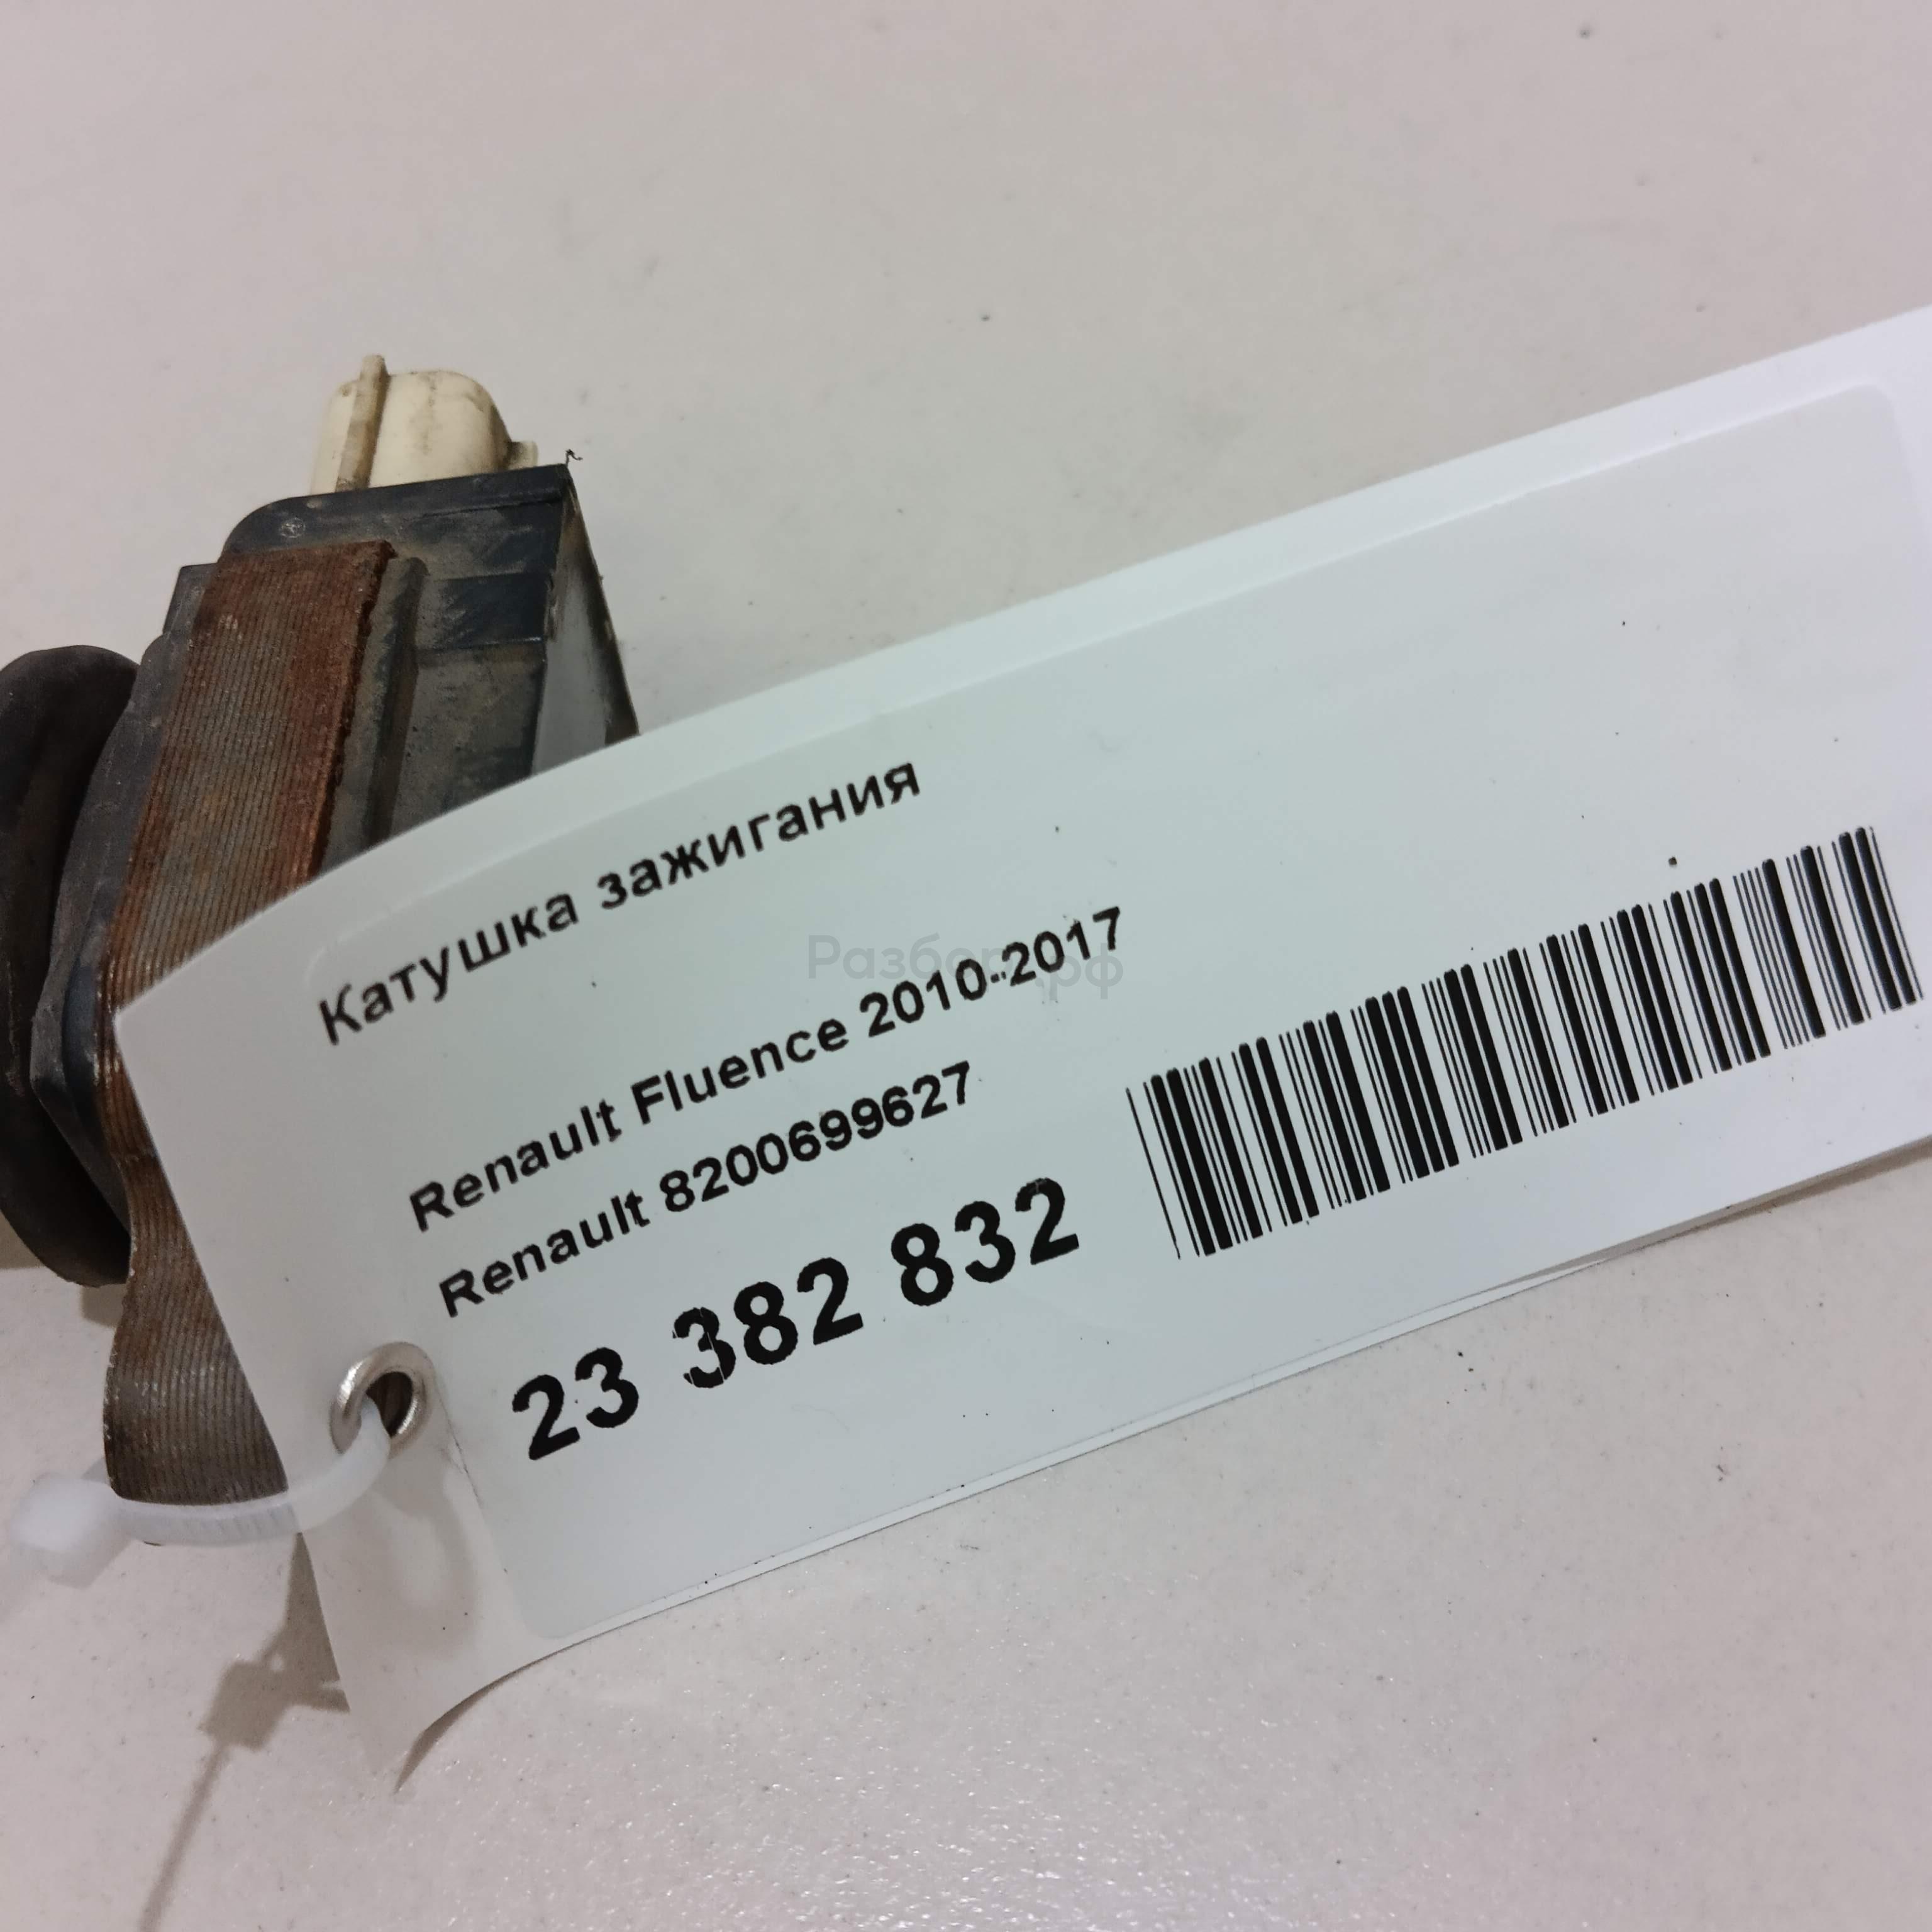 Катушка зажигания
Renault Fluence 2010-2017
Renault 8200699627
23 382 832